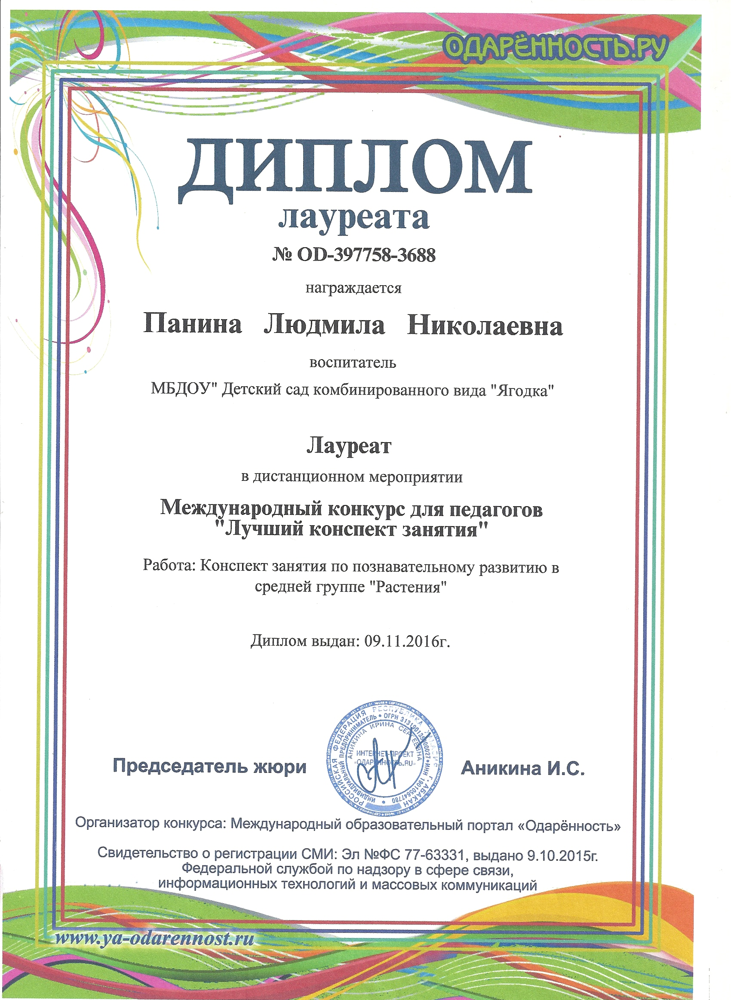 ОДАРЁННОСТЬ.РУ
ДИПЛОМ
лауреата
№ OD-397758-3688
награждается
Панина Людмила Николаевна
воспитатель
МБДОУ" Детский сад комбинированного вида "Ягодка"
Лауреат
в дистанционном мероприятии
Международный конкурс для педагогов
"Лучший конспект занятия"
Работа: Конспект занятия по познавательному развитию в
средней группе "Растения"
Диплом выдан: 09.11.2016г.
РОССИЙСКАЯ ФЕДЕРАЦИЯ РЕСПУБЛИКА ХАКАСИЯ Г. АБАКАН
ИНДИВИДУАЛЬНЫЙ ПРЕДПРИНИМАТЕЛЬ • ОГРН 313190135000027 • ИНН 190105647780
АНИКИНА ИРИНА СЕРГЕЕВНА
ИНТЕРНЕТ-ПРОЕКТ
«ОДАРЁННОСТЬ.RU»
Председатель жюри
Аникина И.С.
Организатор конкурса: Международный образовательный портал «Одарённость»
Свидетельство о регистрации СМИ: Эл №ФС 77-63331, выдано 9.10.2015г.
Федеральной службой по надзору в сфере связи,
информационных технологий и массовых коммуникаций
www.ya-odarennost.ru